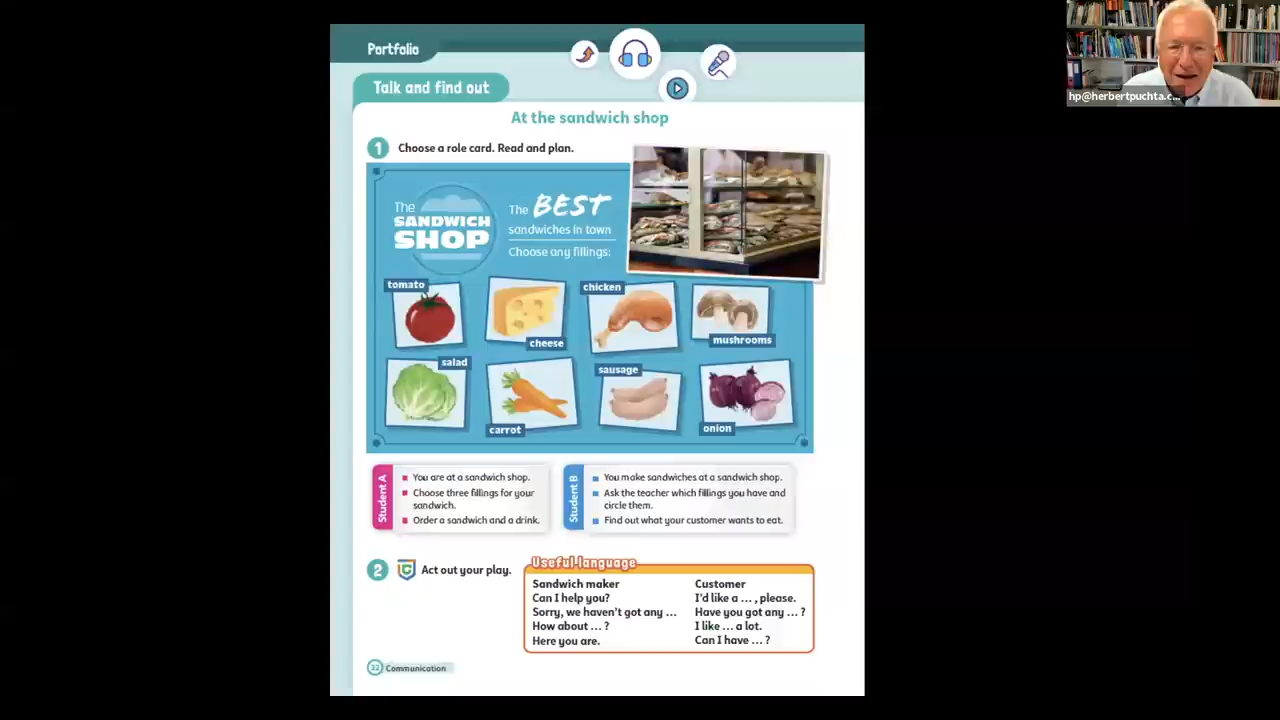 hp@herbertpuchta.c...
Portfolio
Talk and find out
At the sandwich shop
1 Choose a role card. Read and plan.
The
SANDWICH
SHOP
The BEST
sandwiches in town
Choose any fillings:
tomato
cheese
chicken
mushrooms
salad
carrot
sausage
onion
Student A
You are at a sandwich shop.
Choose three fillings for your
sandwich.
Order a sandwich and a drink.
Student B
You make sandwiches at a sandwich shop.
Ask the teacher which fillings you have and
circle them.
Find out what your customer wants to eat.
2 Act out your play.
Useful language
Sandwich maker
Can I help you?
Sorry, we haven't got any ...
How about ... ?
Here you are.
Customer
I'd like a ... , please.
Have you got any ... ?
I like ... a lot.
Can I have ... ?
22 Communication